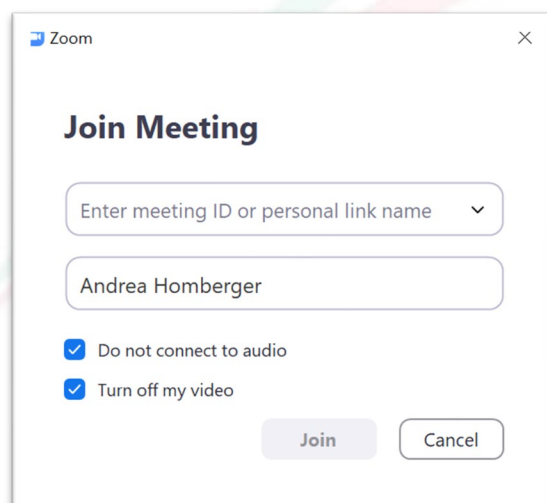 Zoom
Join Meeting
Enter meeting ID or personal link name
Andrea Homberger
Do not connect to audio
Turn off my video
Join Cancel